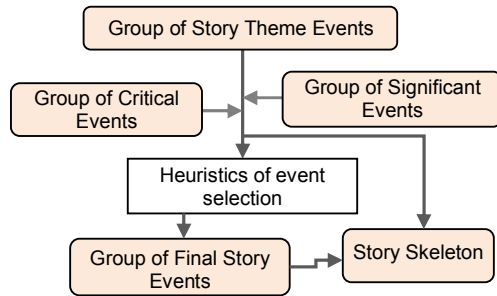 Group of Story Theme Events
Group of Critical
Events
Group of Significant
Events
Heuristics of event
selection
Group of Final Story
Events
Story Skeleton